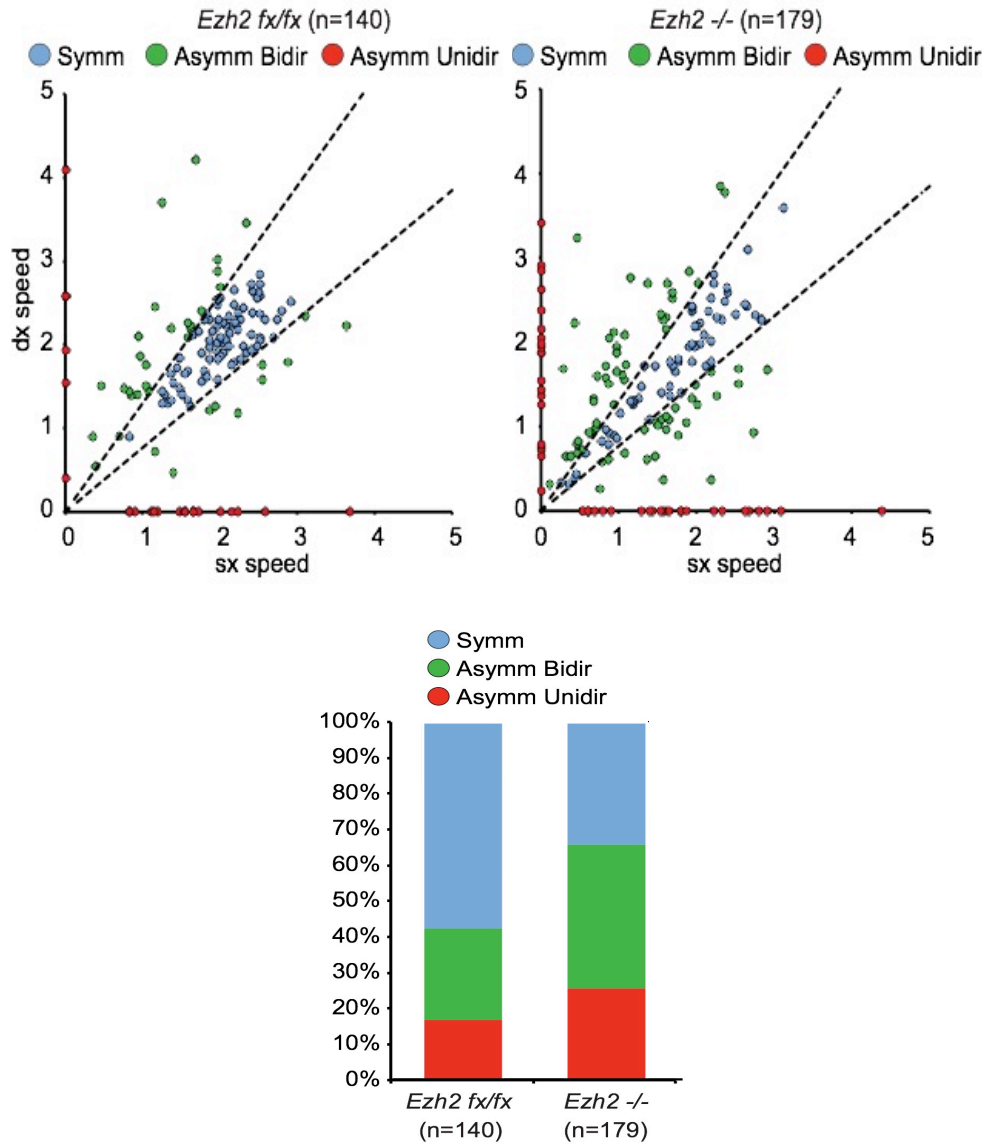 Ezh2 fx/fx (n=140)
Symm Asymm Bidir Asymm Unidir
5
4
3
2
1
0
dx speed
0 1 2 3 4 5
sx speed
Ezh2 -/- (n=179)
Symm Asymm Bidir Asymm Unidir
5
4
3
2
1
0
0 1 2 3 4 5
sx speed
Symm
Asymm Bidir
Asymm Unidir
100%
90%
80%
70%
60%
50%
40%
30%
20%
10%
0%
Ezh2 fx/fx Ezh2 -/-
(n=140) (n=179)